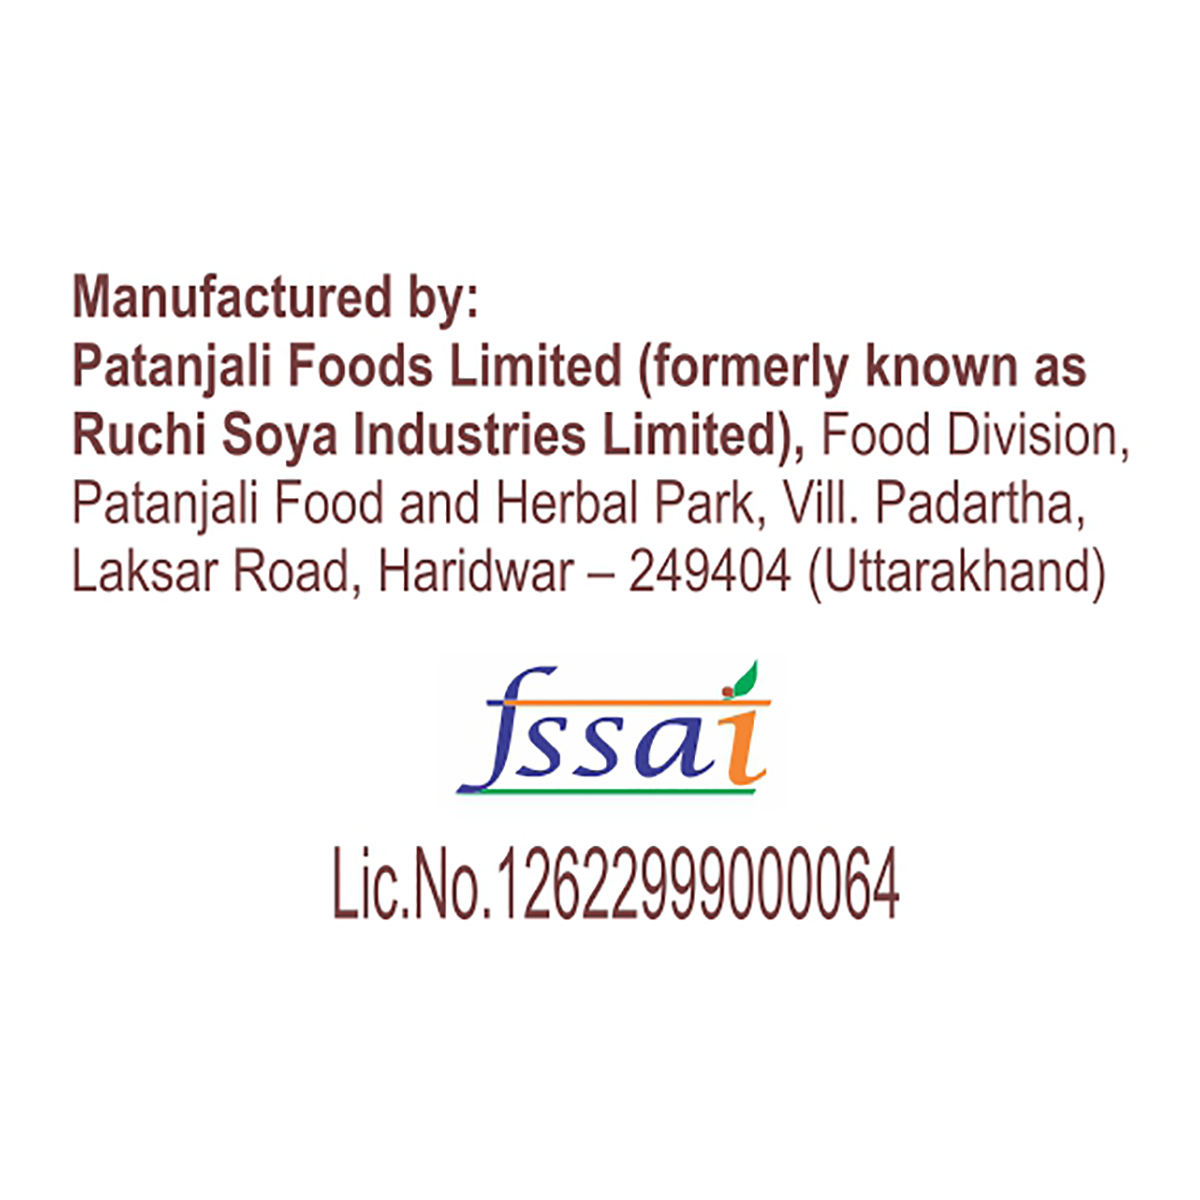 Manufactured by:
Patanjali Foods Limited (formerly known as
Ruchi Soya Industries Limited), Food Division,
Patanjali Food and Herbal Park, Vill. Padartha,
Laksar Road, Haridwar – 249404 (Uttarakhand)
fssai
Lic.No.12622999000064